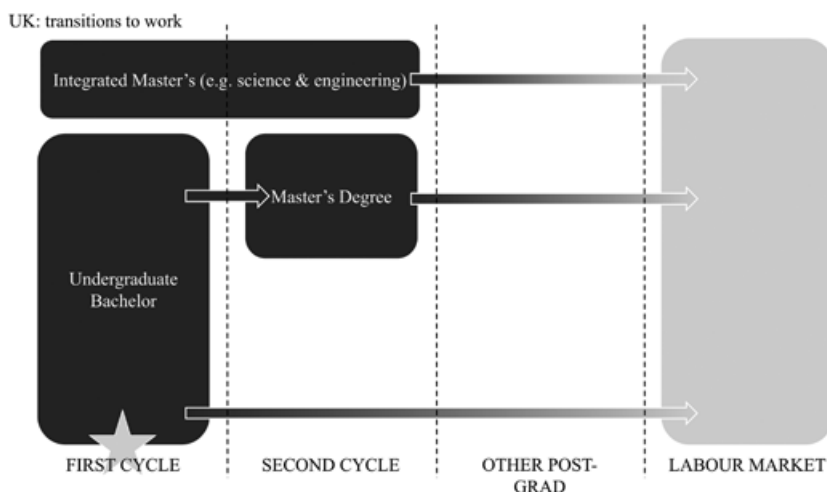 UK: transitions to work
Integrated Master's (e.g. science & engineering)
Master's Degree
Undergraduate
Bachelor
FIRST CYCLE
SECOND CYCLE
OTHER POST-
GRAD
LABOUR MARKET